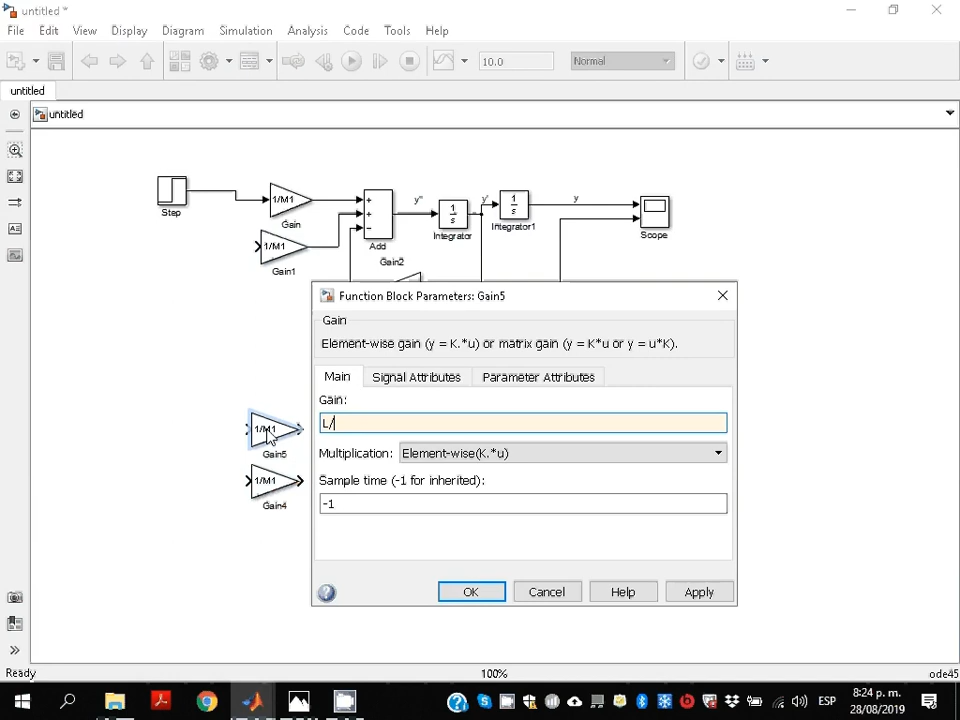 untitled *
File Edit View Display Diagram Simulation Analysis Code Tools Help
10.0
Normal
untitled
untitled
Step
1/M1
Gain
1/M1
Gain1
+
+
−
Add
y''
1
s
Integrator
y'
1
s
Integrator1
y
Scope
Gain2
Function Block Parameters: Gain5
Gain
Element-wise gain (y = K.*u) or matrix gain (y = K*u or y = u*K).
Main Signal Attributes Parameter Attributes
Gain:
L/
Multiplication: Element-wise(K.*u)
Sample time (-1 for inherited):
-1
OK Cancel Help Apply
1/M1
Gain5
1/M1
Gain4
Ready 100% ode45
ESP
8:24 p. m.
28/08/2019